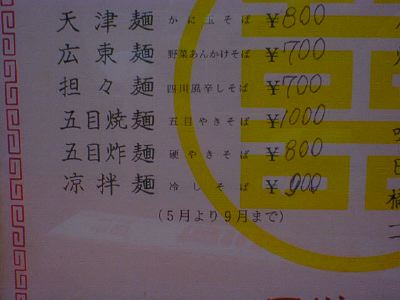 天津麺 かに玉そば ¥800
広東麺 野菜あんかけそば ¥700
担々麺 四川風辛しそば ¥700
五目焼麺 五目やきそば ¥1000
五目炸麺 硬やきそば ¥800
凉拌麺 冷しそば ¥900
(5月より9月まで)